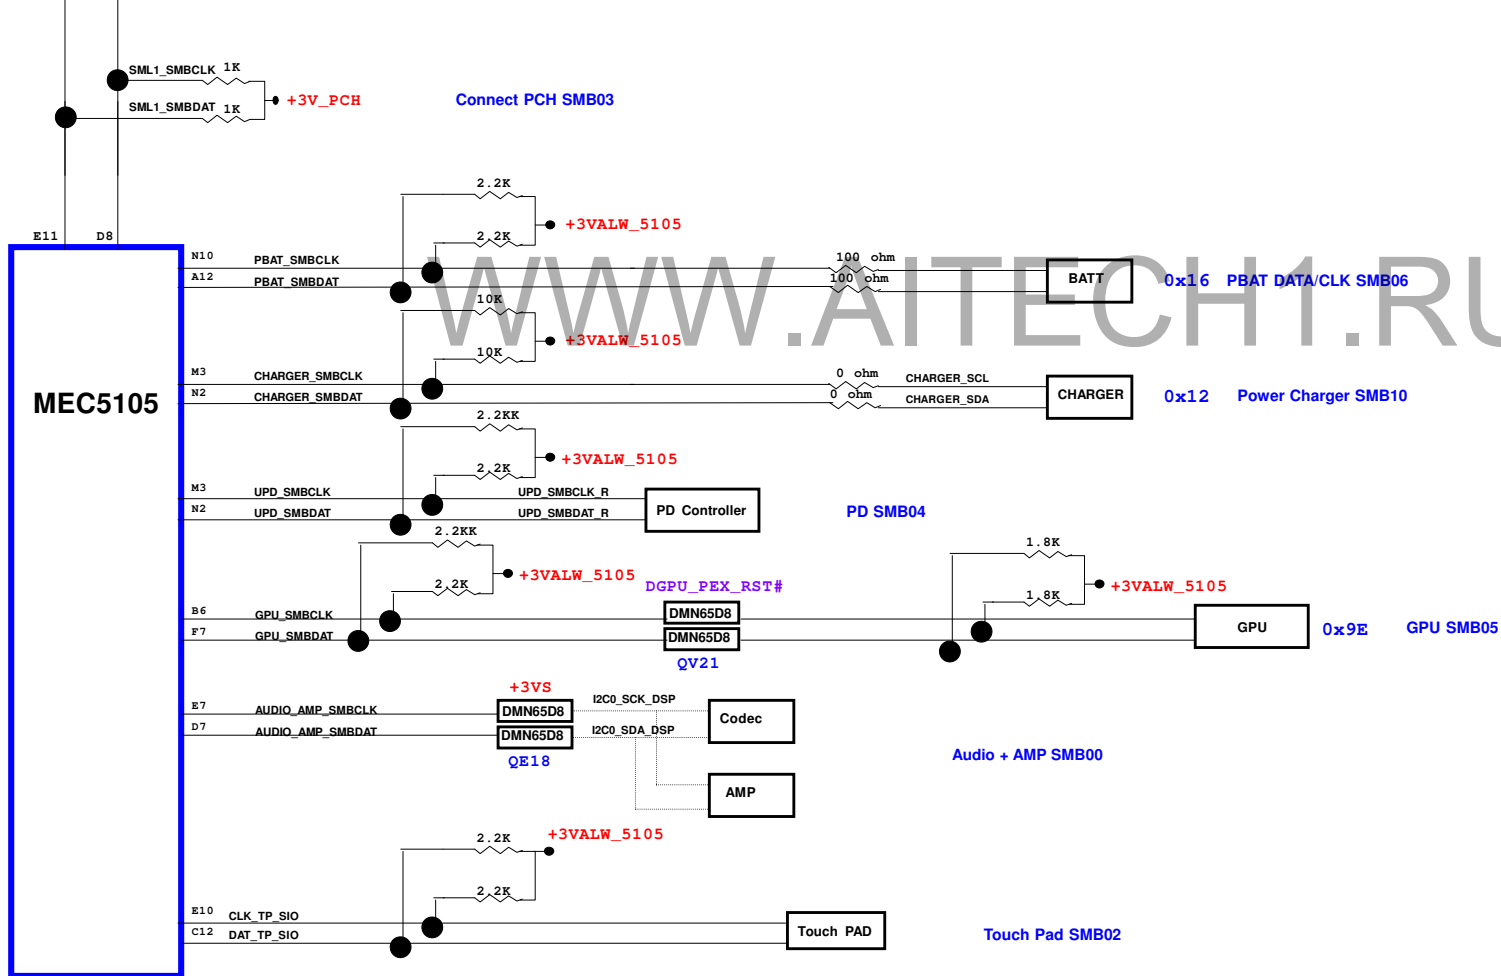 SML1_SMBCLK 1K
+3V_PCH
Connect PCH SMB03
SML1_SMBDAT 1K
2.2K
E11 D8
+3VALW_5105
2.2K
N10 PBAT_SMBCLK
100 ohm
A12 PBAT_SMBDAT
100 ohm
BATT
0x16 PBAT DATA/CLK SMB06
WWW.AITECH1.RU
10K
+3VALW_5105
10K
M3 CHARGER_SMBCLK
0 ohm CHARGER_SCL
MEC5105
N2 CHARGER_SMBDAT
0 ohm CHARGER_SDA
CHARGER
0x12 Power Charger SMB10
2.2KK
+3VALW_5105
2.2K
M3 UPD_SMBCLK UPD_SMBCLK_R
N2 UPD_SMBDAT UPD_SMBDAT_R
PD Controller
PD SMB04
2.2KK
1.8K
+3VALW_5105
2.2K
DGPU_PEX_RST#
+3VALW_5105
1.8K
B6 GPU_SMBCLK DMN65D8
F7 GPU_SMBDAT DMN65D8
GPU
0x9E GPU SMB05
QV21
+3VS
E7 AUDIO_AMP_SMBCLK DMN65D8 I2C0_SCK_DSP
D7 AUDIO_AMP_SMBDAT DMN65D8 I2C0_SDA_DSP
Codec
QE18
Audio + AMP SMB00
AMP
2.2K
+3VALW_5105
2.2K
E10 CLK_TP_SIO
C12 DAT_TP_SIO
Touch PAD
Touch Pad SMB02